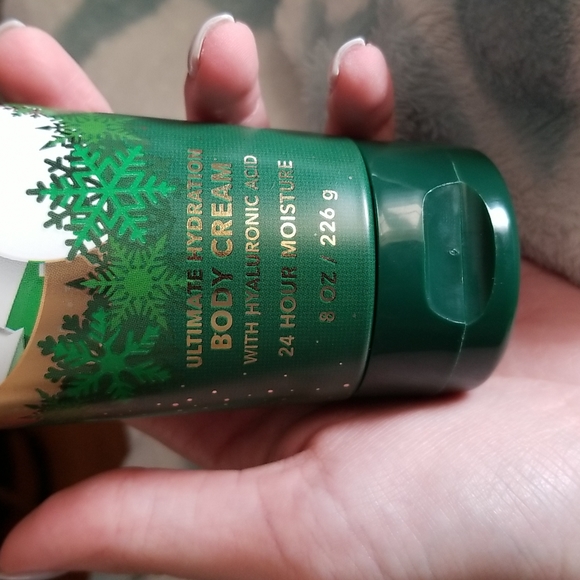 ULTIMATE HYDRATION
BODY CREAM
WITH HYALURONIC ACID
24 HOUR MOISTURE
8 OZ / 226 g